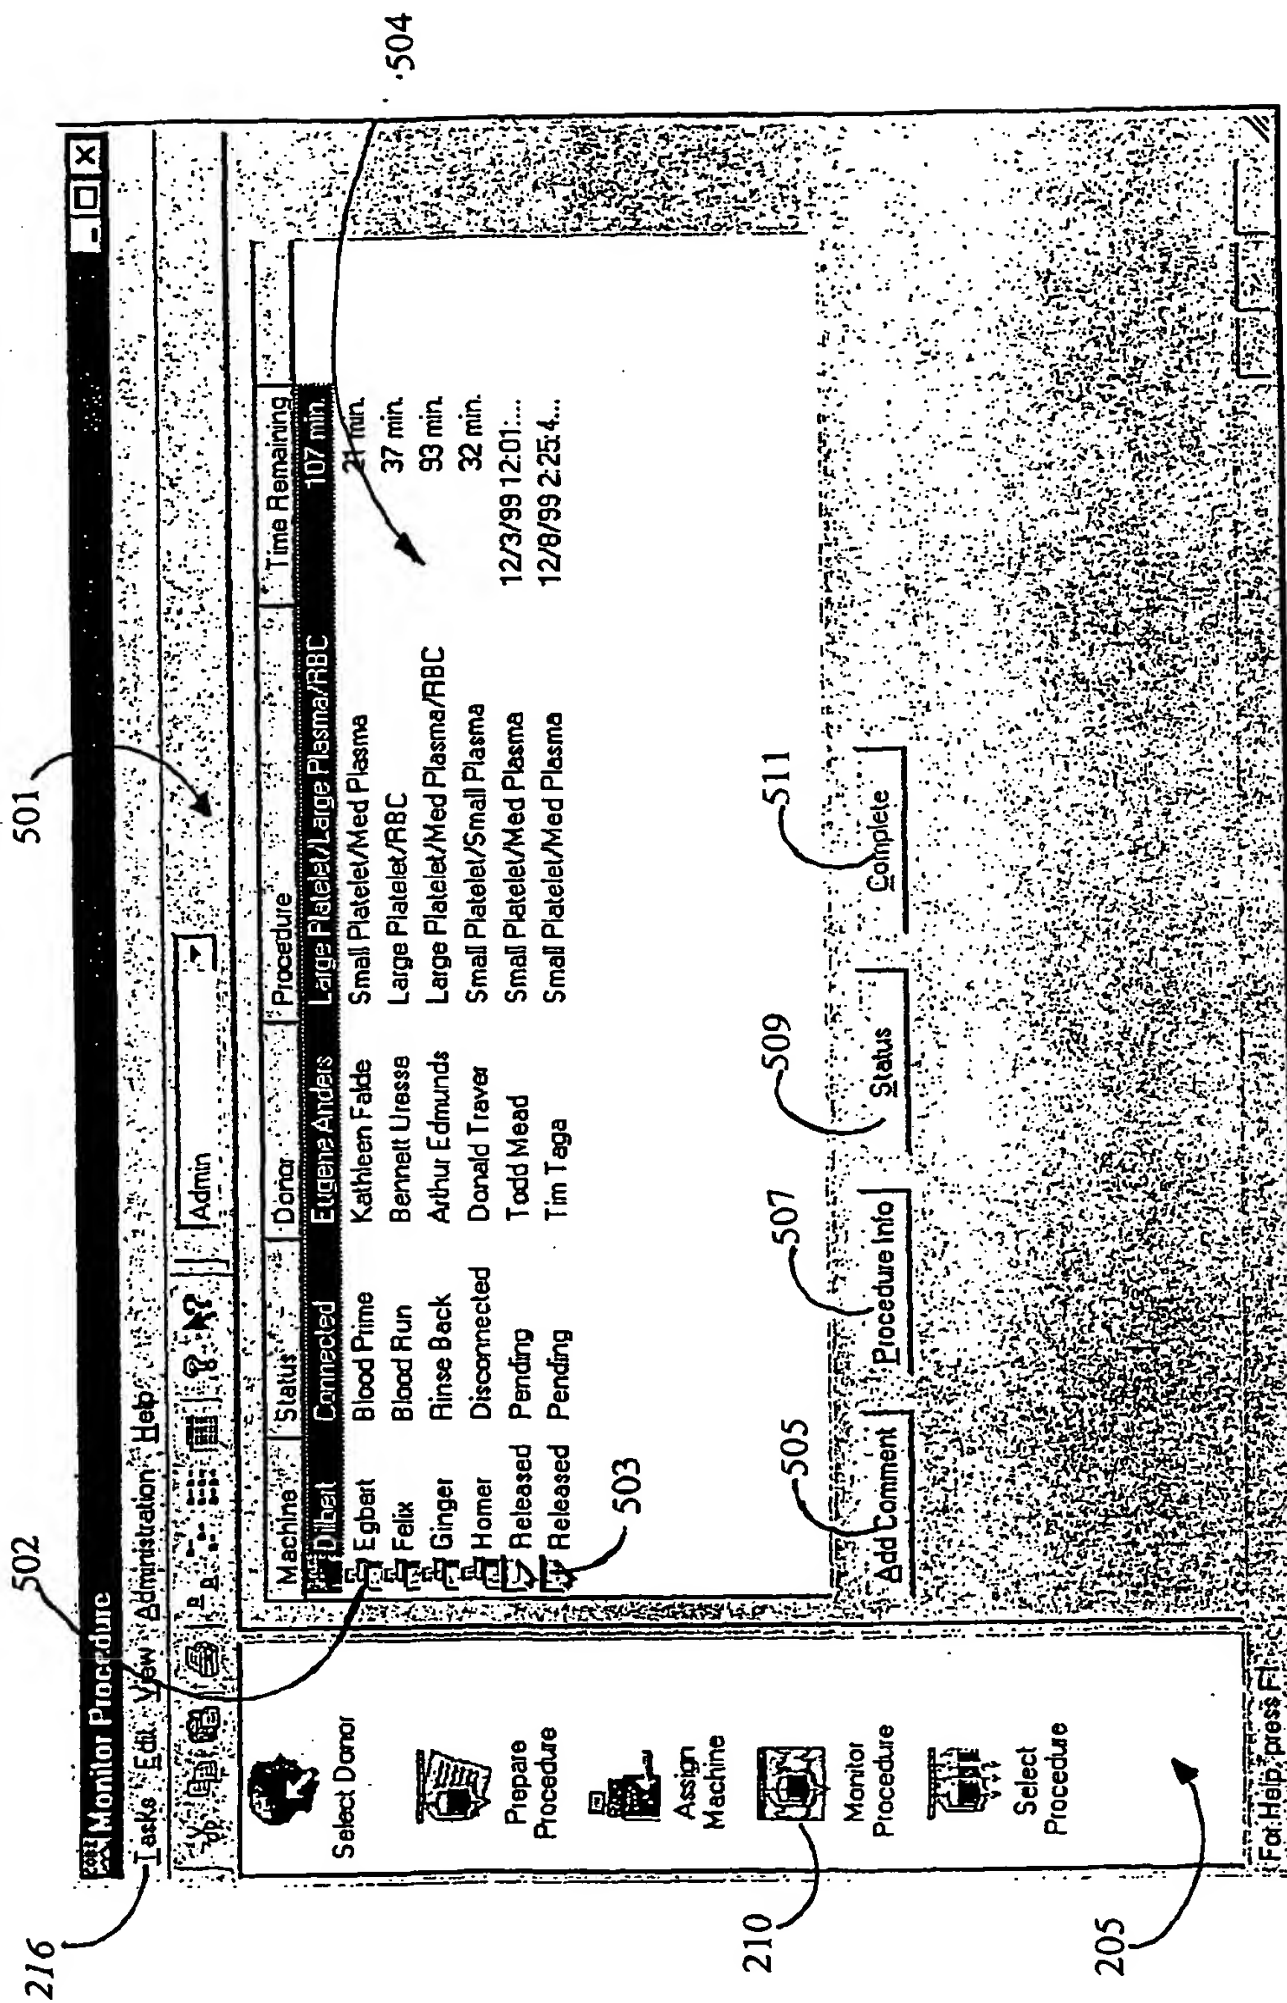 501
502
504
216
Monitor Procedure
Tasks Edit View Administration Help
Admin
Machine Status Donor Procedure Time Remaining
Dilbert Connected Eugene Anders Large Platelet/Large Plasma/RBC 107 min.
Egbert Blood Prime Kathleen Falde Small Platelet/Med Plasma 21 min.
Felix Blood Run Bennett Uresse Large Platelet/RBC 37 min.
Ginger Rinse Back Arthur Edmunds Large Platelet/Med Plasma/RBC 93 min.
Homer Disconnected Donald Traver Small Platelet/Small Plasma 32 min.
Released Pending Todd Mead Small Platelet/Med Plasma 12/3/99 12:01:...
Released Pending Tim Taga Small Platelet/Med Plasma 12/8/99 2:25:4...
503
Select Donor
Prepare
Procedure
Assign
Machine
Monitor
Procedure
Select
Procedure
210
205
505
507
509
511
Add Comment
Procedure Info
Status
Complete
For Help, press F1